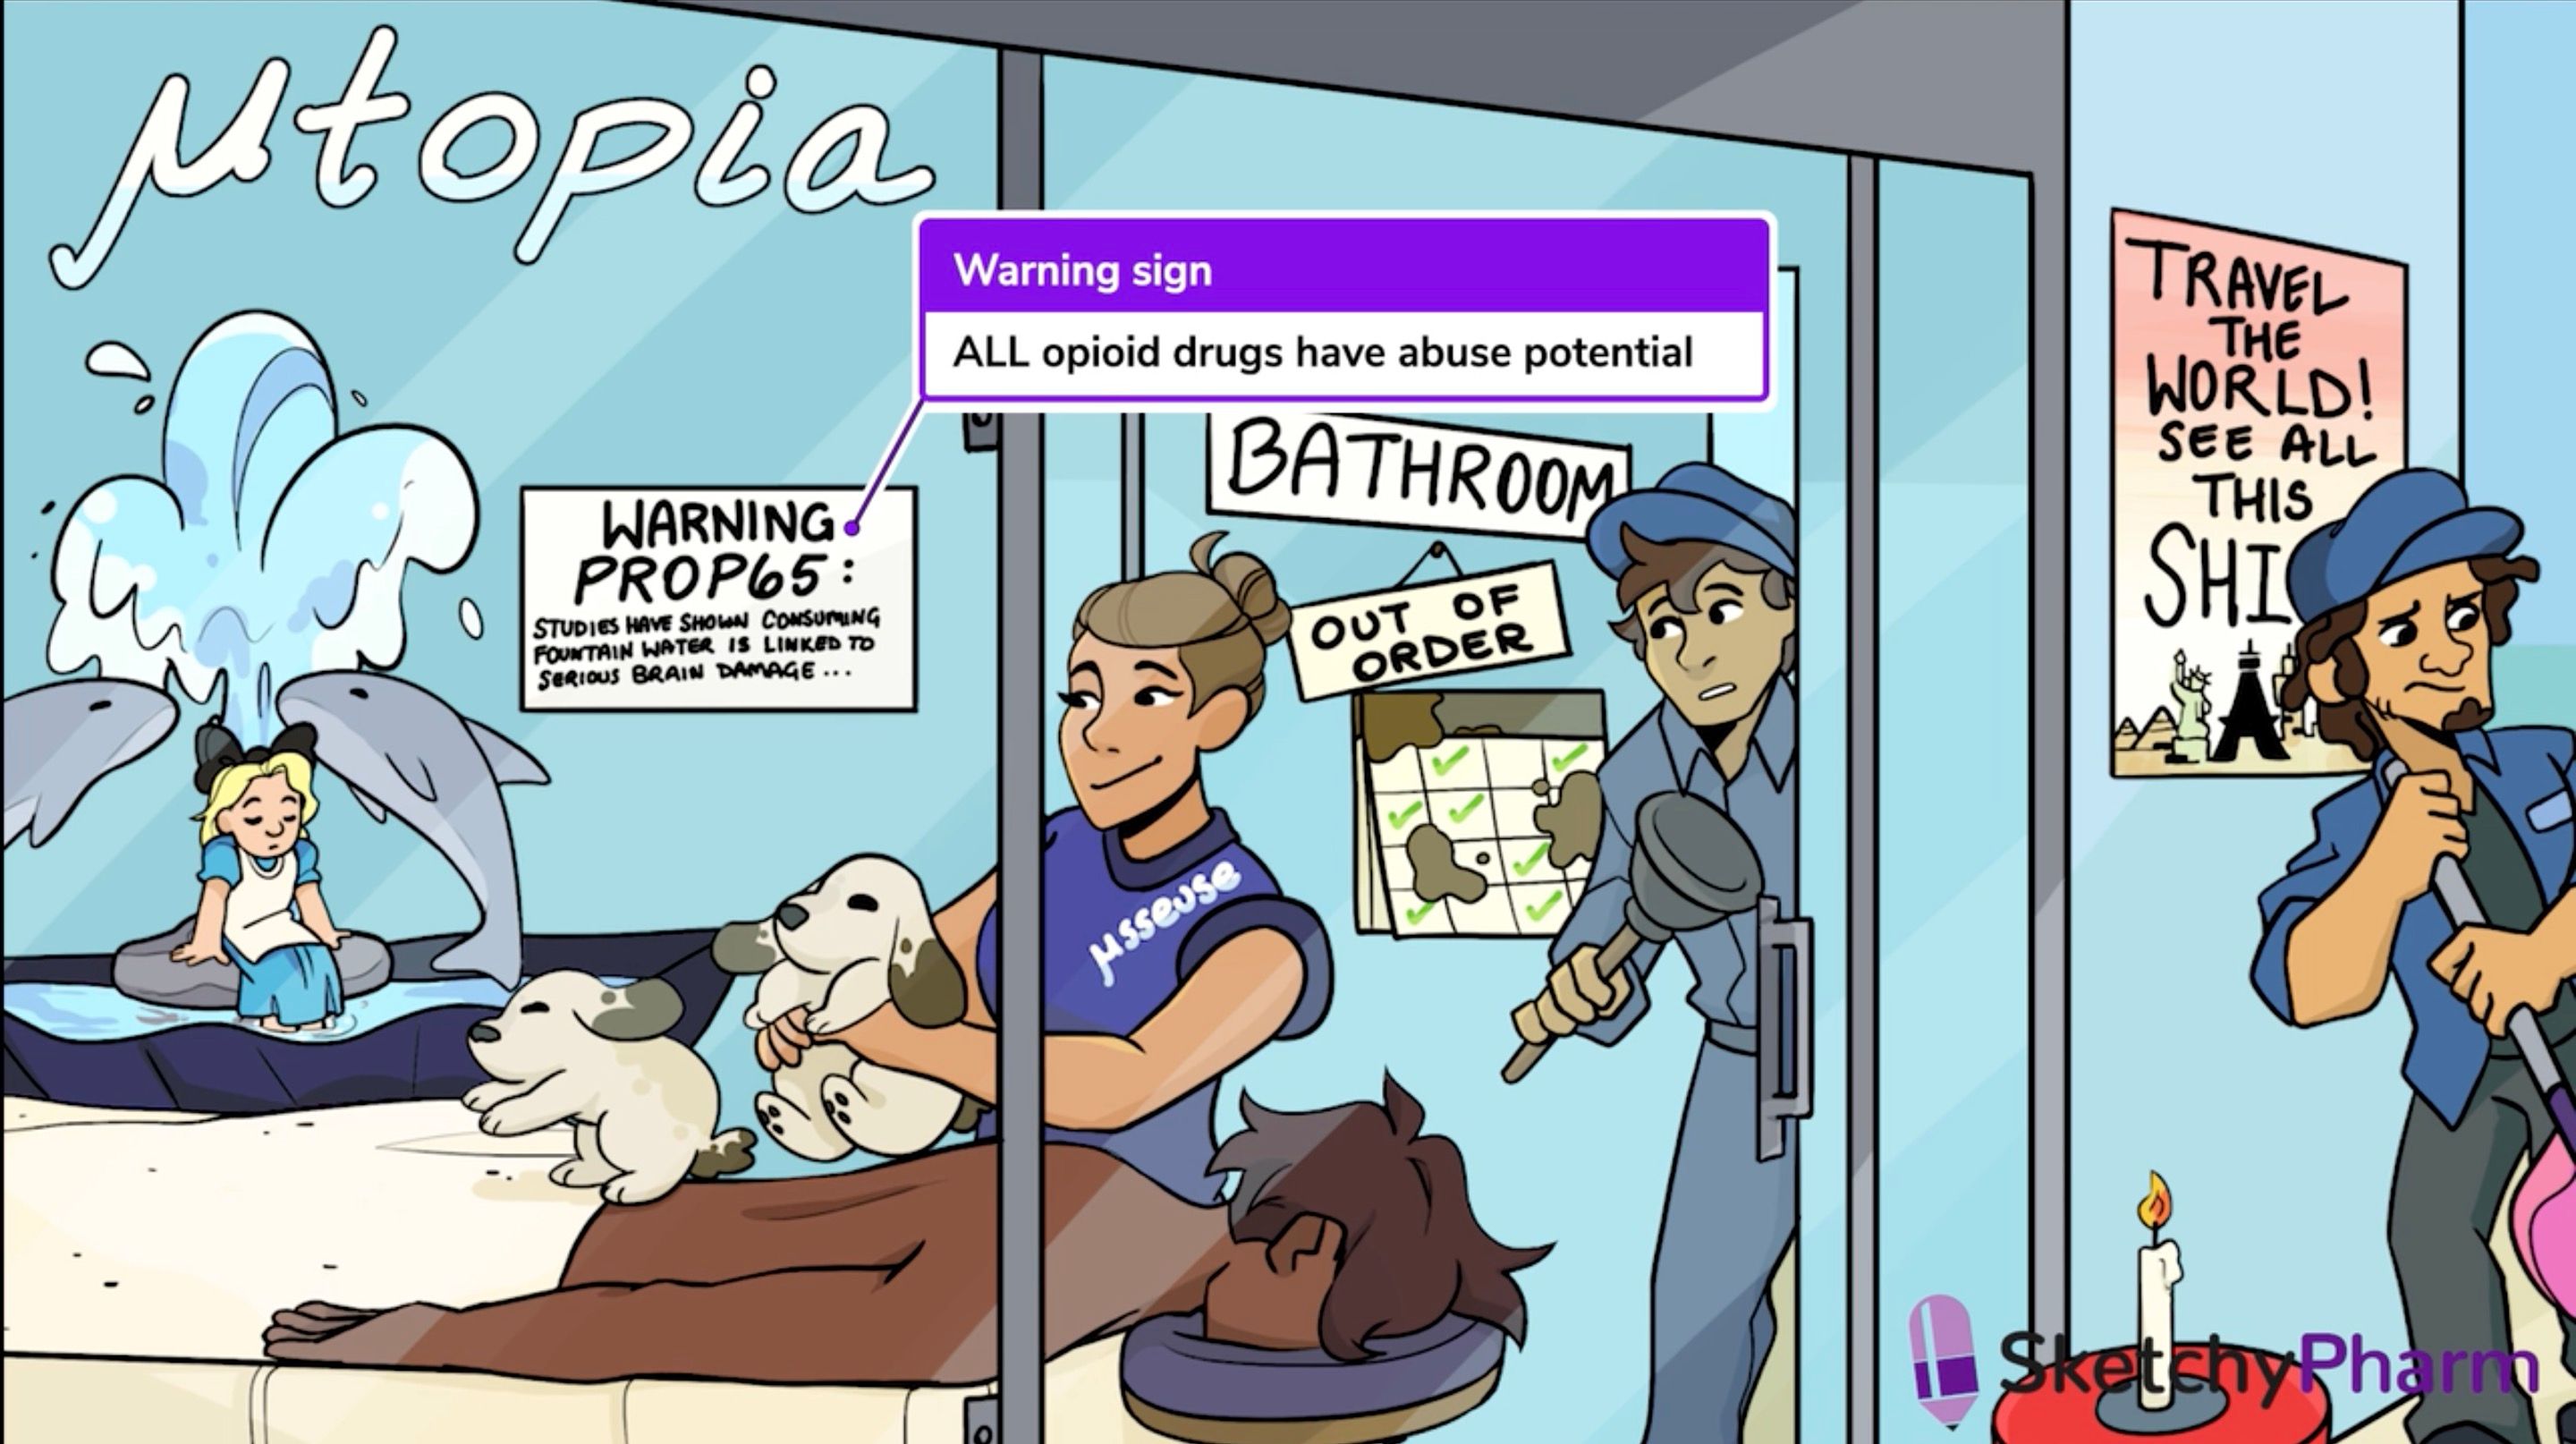 µtopia
Warning sign
ALL opioid drugs have abuse potential
WARNING
PROP65:
STUDIES HAVE SHOWN CONSUMING
FOUNTAIN WATER IS LINKED TO
SERIOUS BRAIN DAMAGE...
BATHROOM
OUT OF
ORDER
µsseuse
TRAVEL
THE
WORLD!
SEE ALL
THIS
SHI
SketchyPharm